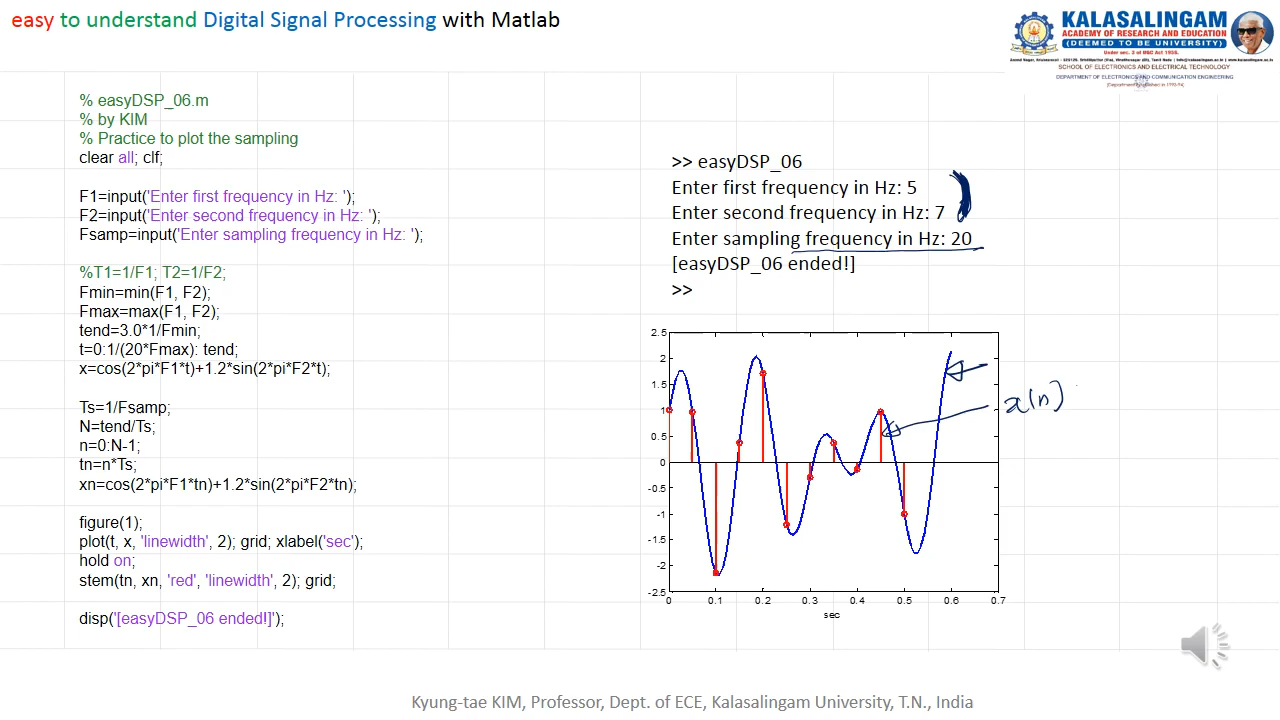 easy to understand Digital Signal Processing with Matlab
KALASALINGAM
ACADEMY OF RESEARCH AND EDUCATION
(DEEMED TO BE UNIVERSITY)
Under sec. 3 of UGC Act 1956.
SCHOOL OF ELECTRONICS AND ELECTRICAL TECHNOLOGY
DEPARTMENT OF ELECTRONICS AND COMMUNICATION ENGINEERING
% easyDSP_06.m
% by KIM
% Practice to plot the sampling
clear all; clf;
F1=input('Enter first frequency in Hz: ');
F2=input('Enter second frequency in Hz: ');
Fsamp=input('Enter sampling frequency in Hz: ');
%T1=1/F1; T2=1/F2;
Fmin=min(F1, F2);
Fmax=max(F1, F2);
tend=3.0*1/Fmin;
t=0:1/(20*Fmax): tend;
x=cos(2*pi*F1*t)+1.2*sin(2*pi*F2*t);
Ts=1/Fsamp;
N=tend/Ts;
n=0:N-1;
tn=n*Ts;
xn=cos(2*pi*F1*tn)+1.2*sin(2*pi*F2*tn);
figure(1);
plot(t, x, 'linewidth', 2); grid; xlabel('sec');
hold on;
stem(tn, xn, 'red', 'linewidth', 2); grid;
disp('[easyDSP_06 ended!]');
>> easyDSP_06
Enter first frequency in Hz: 5
Enter second frequency in Hz: 7
Enter sampling frequency in Hz: 20
[easyDSP_06 ended!]
>>
2.5
2
1.5
1
0.5
0
-0.5
-1
-1.5
-2
-2.5
0 0.1 0.2 0.3 0.4 0.5 0.6 0.7
sec
x(n)
Kyung-tae KIM, Professor, Dept. of ECE, Kalasalingam University, T.N., India